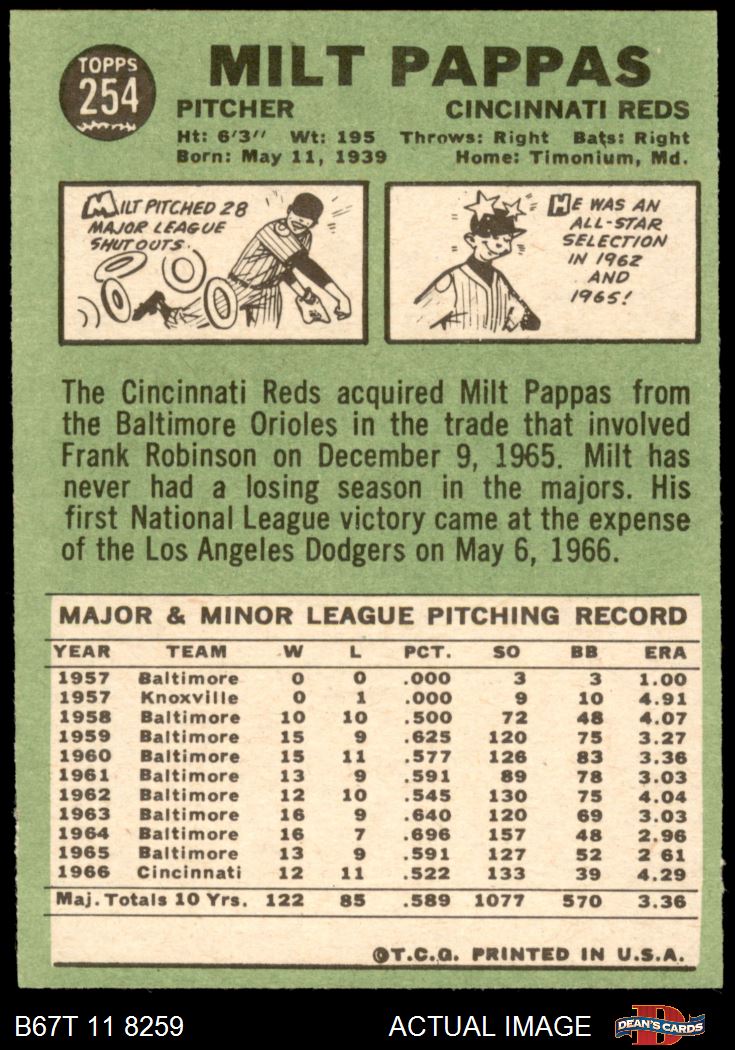 TOPPS
254
MILT PAPPAS
PITCHER CINCINNATI REDS
Ht: 6'3" Wt: 195 Throws: Right Bats: Right
Born: May 11, 1939 Home: Timonium, Md.
MILT PITCHED 28
MAJOR LEAGUE
SHUTOUTS.
HE WAS AN
ALL-STAR
SELECTION
IN 1962
AND
1965!
The Cincinnati Reds acquired Milt Pappas from
the Baltimore Orioles in the trade that involved
Frank Robinson on December 9, 1965. Milt has
never had a losing season in the majors. His
first National League victory came at the expense
of the Los Angeles Dodgers on May 6, 1966.
MAJOR & MINOR LEAGUE PITCHING RECORD
YEAR TEAM W L PCT. SO BB ERA
1957 Baltimore 0 0 .000 3 3 1.00
1957 Knoxville 0 1 .000 9 10 4.91
1958 Baltimore 10 10 .500 72 48 4.07
1959 Baltimore 15 9 .625 120 75 3.27
1960 Baltimore 15 11 .577 126 83 3.36
1961 Baltimore 13 9 .591 89 78 3.03
1962 Baltimore 12 10 .545 130 75 4.04
1963 Baltimore 16 9 .640 120 69 3.03
1964 Baltimore 16 7 .696 157 48 2.96
1965 Baltimore 13 9 .591 127 52 2 61
1966 Cincinnati 12 11 .522 133 39 4.29
Maj. Totals 10 Yrs. 122 85 .589 1077 570 3.36
©T.C.G. PRINTED IN U.S.A.
B67T 11 8259 ACTUAL IMAGE D DEAN'S CARDS